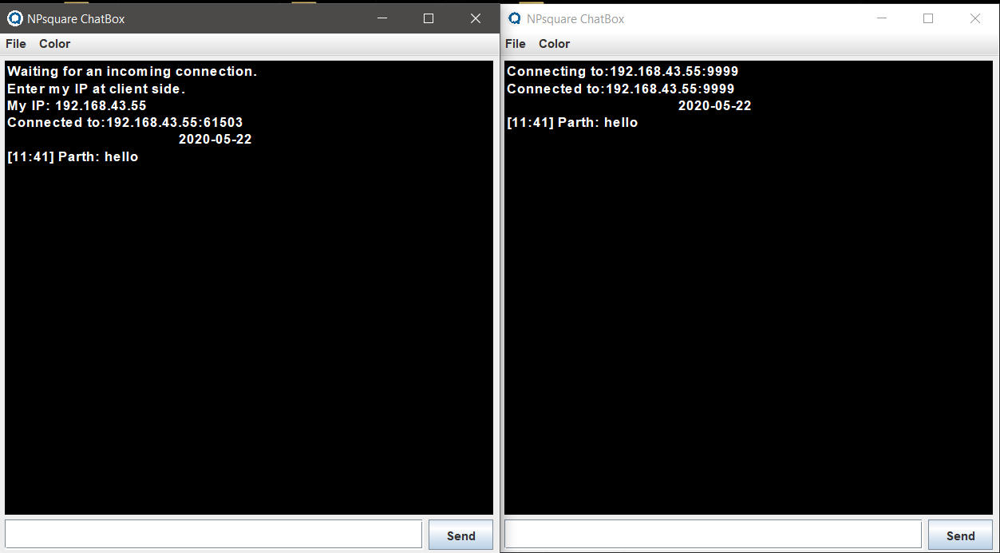 NPsquare ChatBox
File Color
Waiting for an incoming connection.
Enter my IP at client side.
My IP: 192.168.43.55
Connected to:192.168.43.55:61503
2020-05-22
[11:41] Parth: hello
Send
NPsquare ChatBox
File Color
Connecting to:192.168.43.55:9999
Connected to:192.168.43.55:9999
2020-05-22
[11:41] Parth: hello
Send